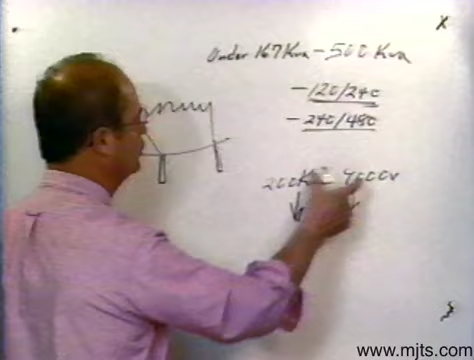 Under 167Kva - 500 Kva
- 120/240
- 240/480
200K 4000v
www.mjts.com